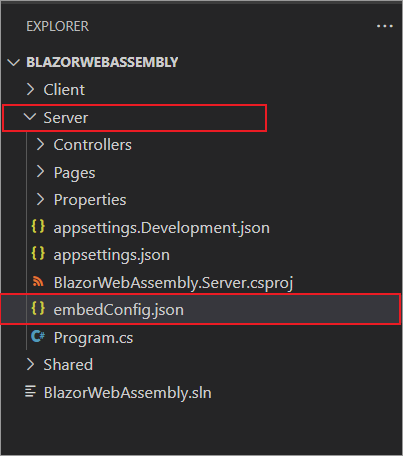 EXPLORER ...
BLAZORWEBASSEMBLY
Client
Server
Controllers
Pages
Properties
{} appsettings.Development.json
{} appsettings.json
BlazorWebAssembly.Server.csproj
{} embedConfig.json
C# Program.cs
Shared
BlazorWebAssembly.sln